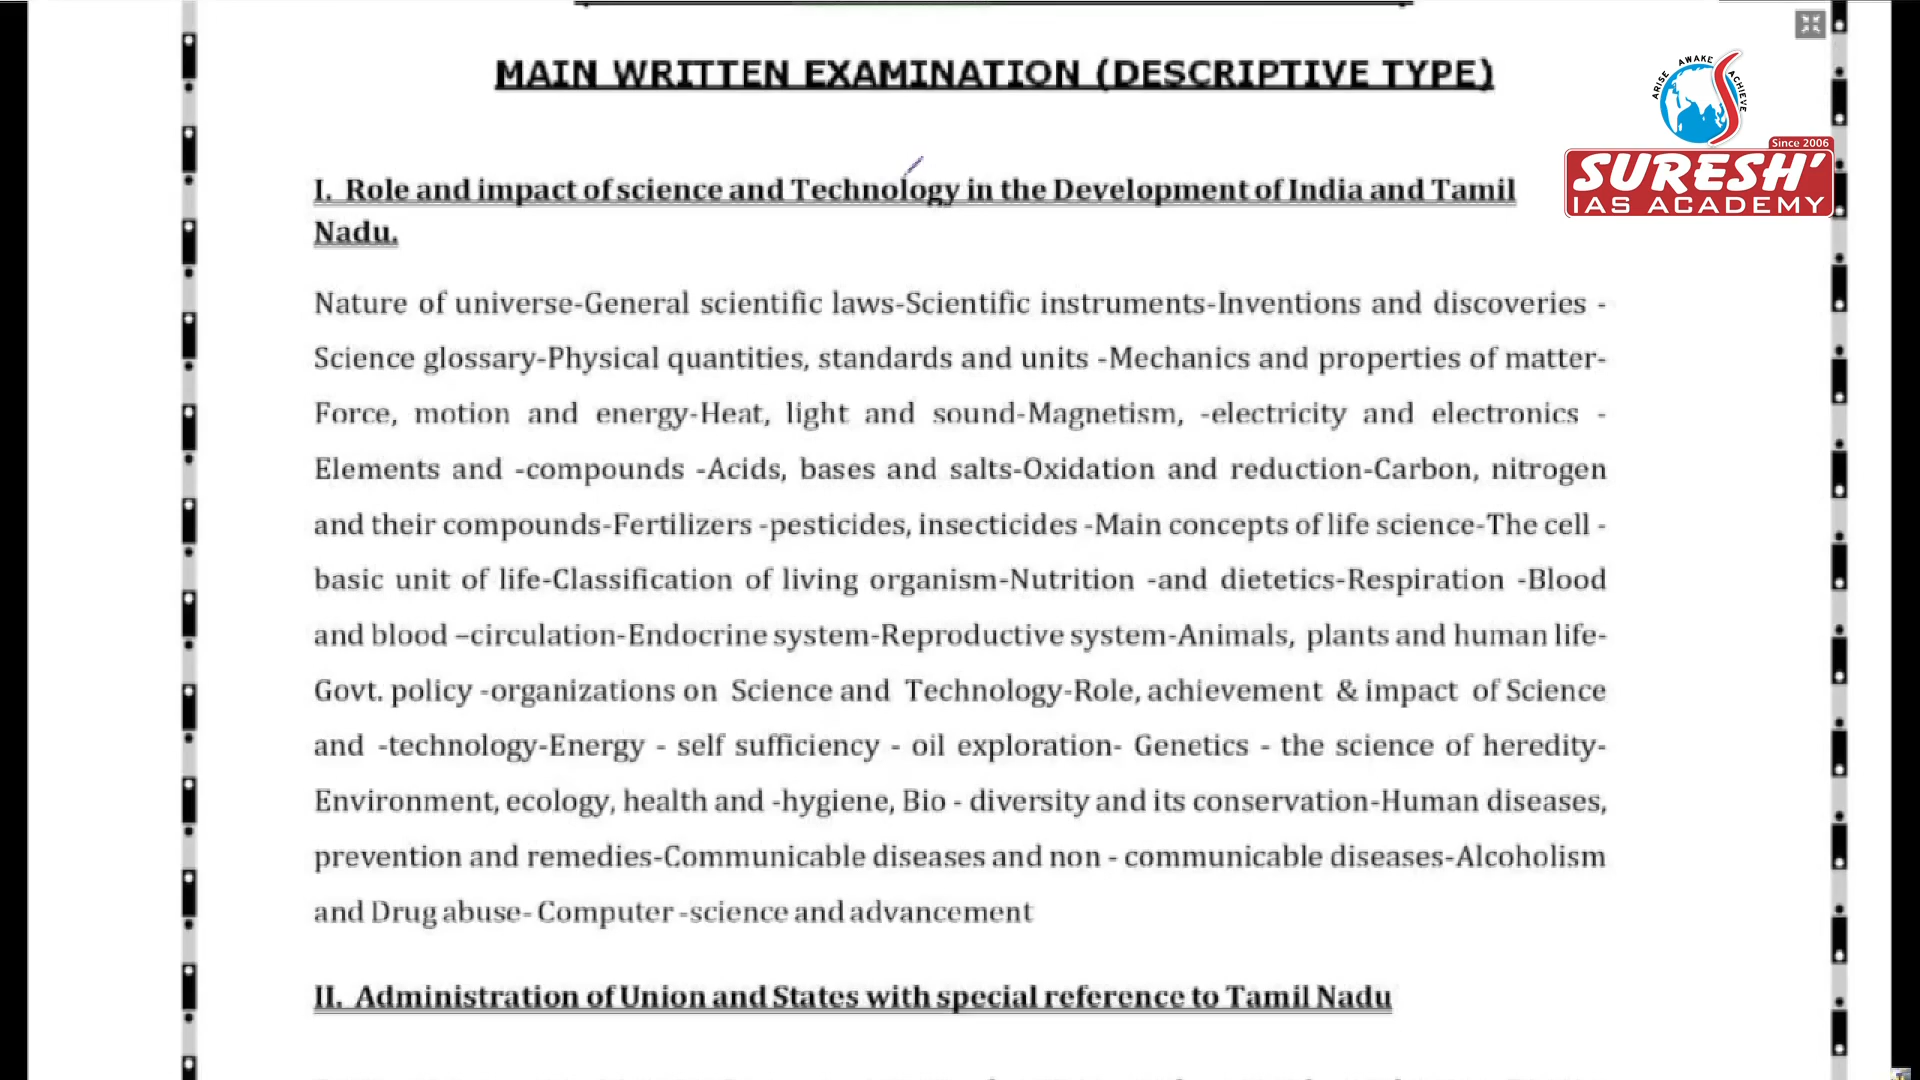 MAIN WRITTEN EXAMINATION (DESCRIPTIVE TYPE)
ARISE AWAKE ACHIEVE
Since 2006
SURESH'
IAS ACADEMY
I. Role and impact of science and Technology in the Development of India and Tamil
Nadu.
Nature of universe-General scientific laws-Scientific instruments-Inventions and discoveries -
Science glossary-Physical quantities, standards and units -Mechanics and properties of matter-
Force, motion and energy-Heat, light and sound-Magnetism, -electricity and electronics -
Elements and -compounds -Acids, bases and salts-Oxidation and reduction-Carbon, nitrogen
and their compounds-Fertilizers -pesticides, insecticides -Main concepts of life science-The cell -
basic unit of life-Classification of living organism-Nutrition -and dietetics-Respiration -Blood
and blood –circulation-Endocrine system-Reproductive system-Animals, plants and human life-
Govt. policy -organizations on Science and Technology-Role, achievement & impact of Science
and -technology-Energy - self sufficiency - oil exploration- Genetics - the science of heredity-
Environment, ecology, health and -hygiene, Bio - diversity and its conservation-Human diseases,
prevention and remedies-Communicable diseases and non - communicable diseases-Alcoholism
and Drug abuse- Computer -science and advancement
II. Administration of Union and States with special reference to Tamil Nadu